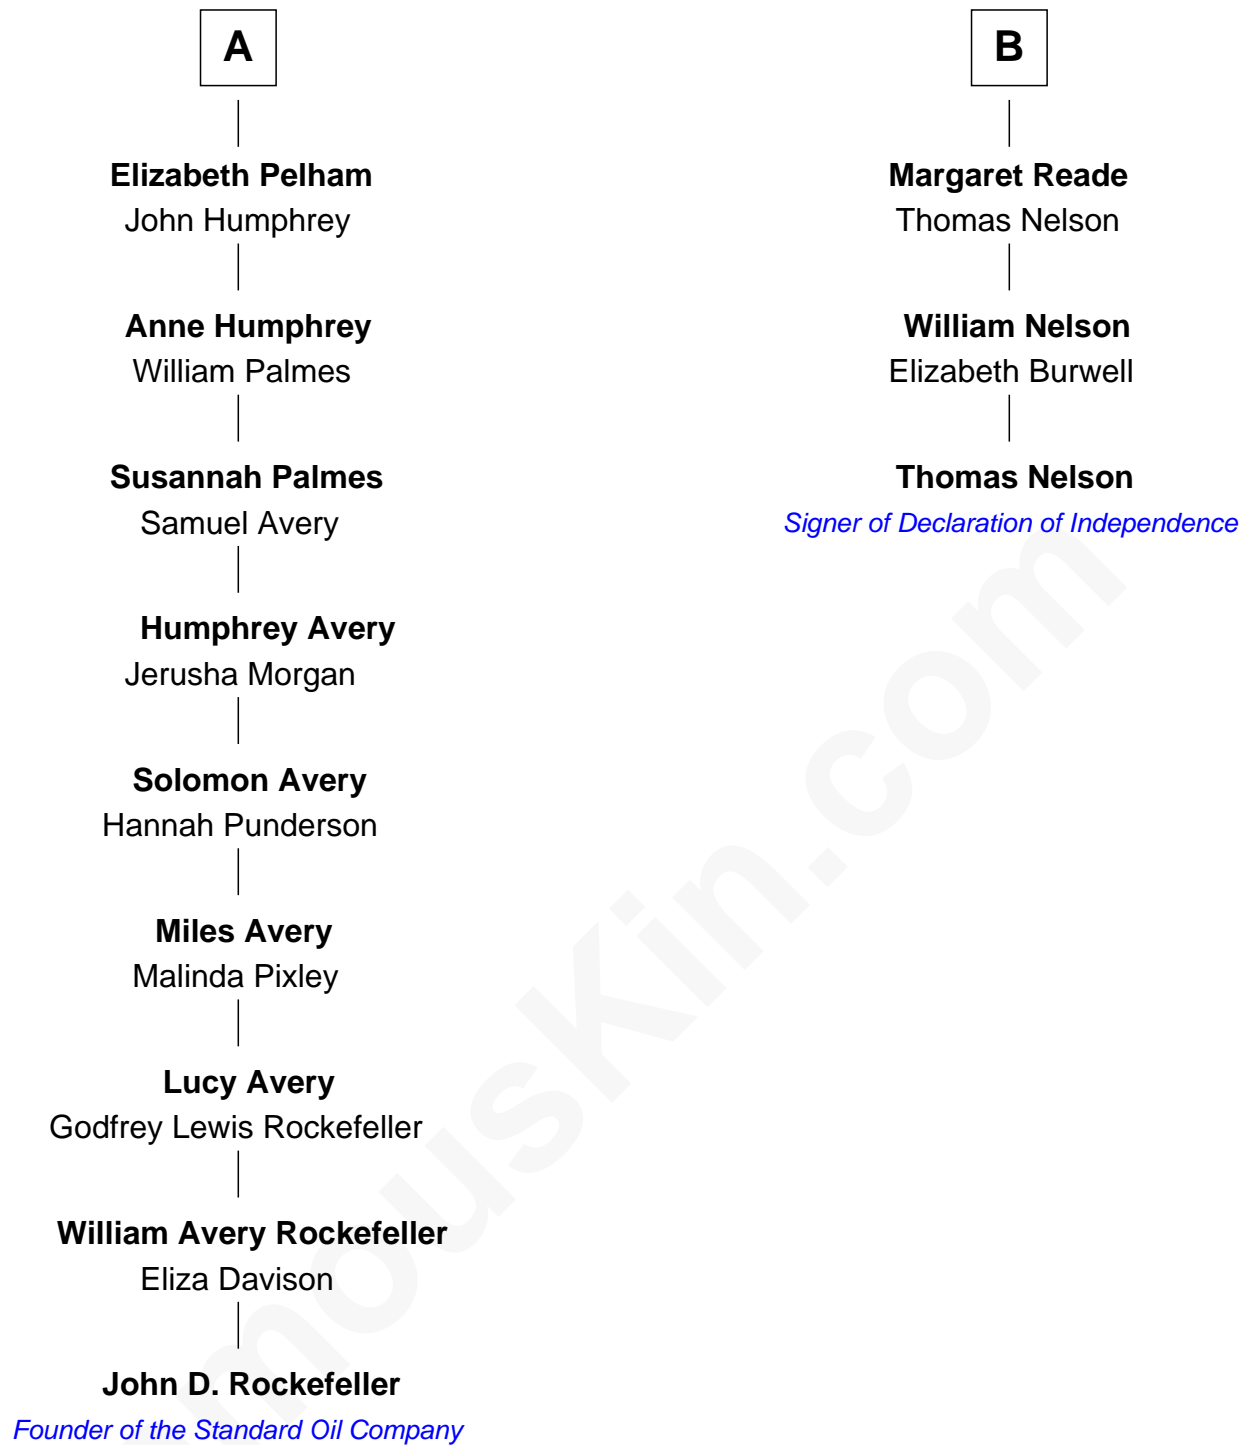 A
Elizabeth Pelham
John Humphrey
Anne Humphrey
William Palmes
Susannah Palmes
Samuel Avery
Humphrey Avery
Jerusha Morgan
Solomon Avery
Hannah Punderson
Miles Avery
Malinda Pixley
Lucy Avery
Godfrey Lewis Rockefeller
William Avery Rockefeller
Eliza Davison
John D. Rockefeller
Founder of the Standard Oil Company
B
Margaret Reade
Thomas Nelson
William Nelson
Elizabeth Burwell
Thomas Nelson
Signer of Declaration of Independence
mouskin.com